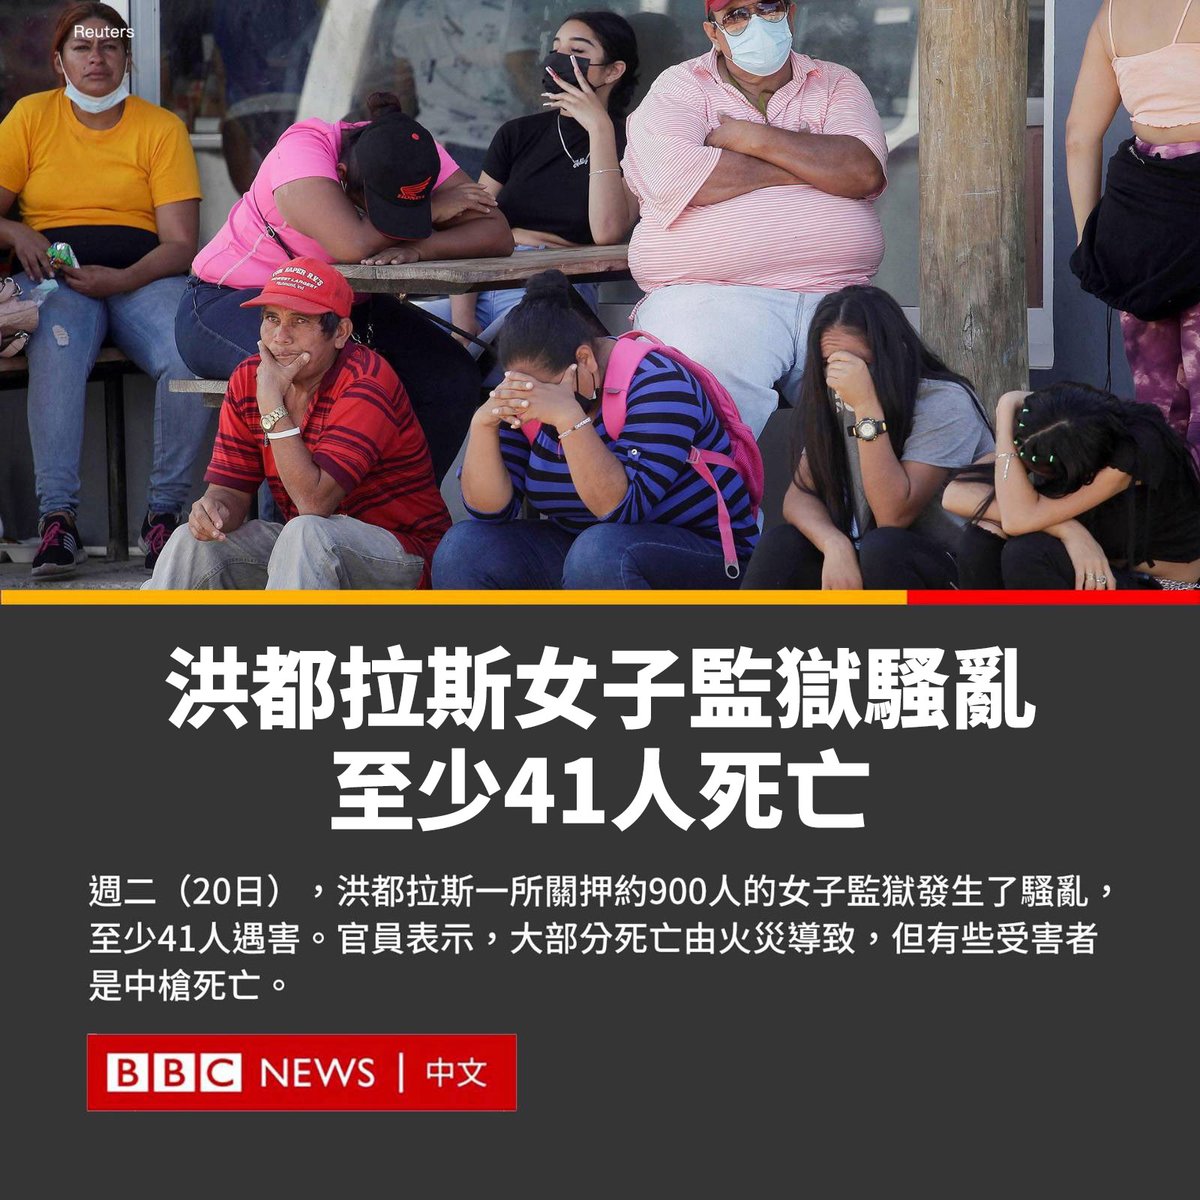 Reuters
HONDA
洪都拉斯女子監獄騷亂
至少41人死亡
週二（20日），洪都拉斯一所關押約900人的女子監獄發生了騷亂，
至少41人遇害。官員表示，大部分死亡由火災導致，但有些受害者
是中槍死亡。
BBC NEWS | 中文